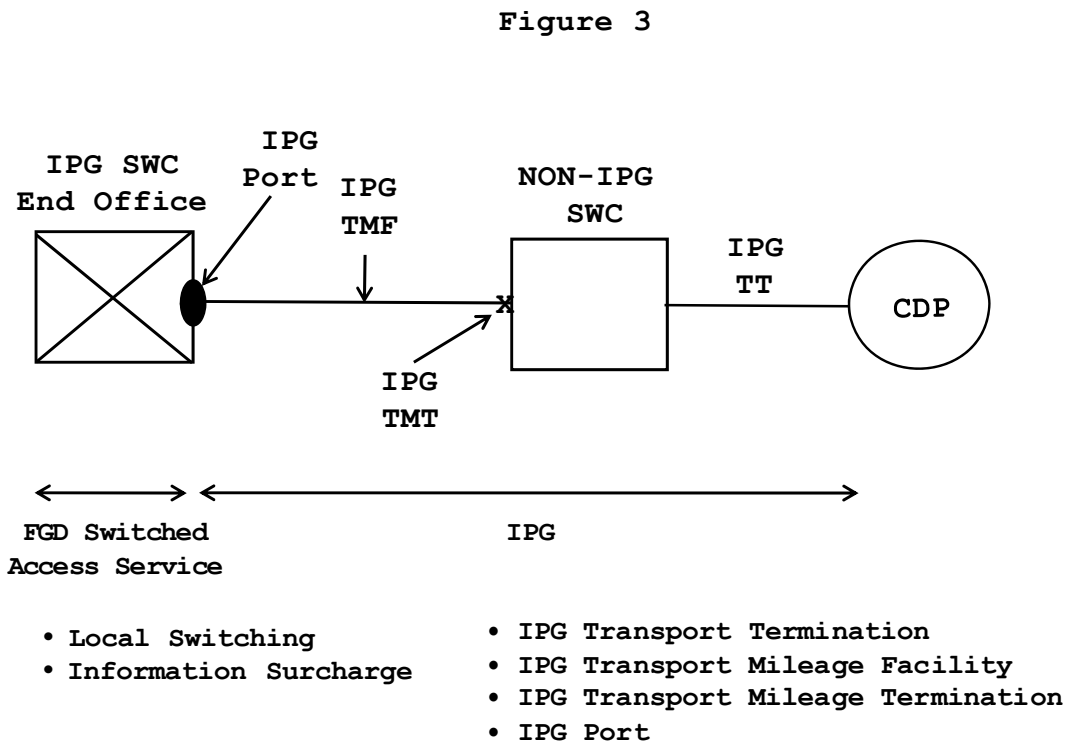 Figure 3
IPG SWC
End Office
IPG
Port
IPG
TMF
NON-IPG
SWC
IPG
TT
CDP
X
IPG
TMT
FGD Switched
Access Service
IPG
• Local Switching
• Information Surcharge
• IPG Transport Termination
• IPG Transport Mileage Facility
• IPG Transport Mileage Termination
• IPG Port